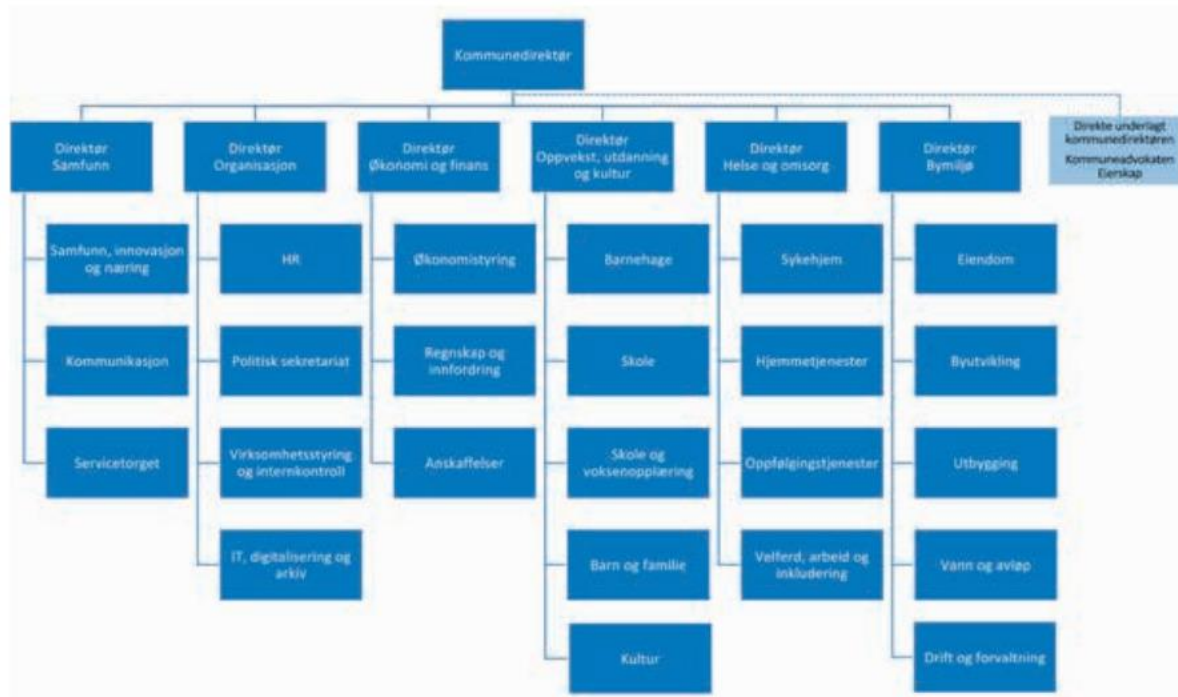 Kommunedirektør
Direktør
Samfunn
Direktør
Organisasjon
Direktør
Økonomi og finans
Direktør
Oppvekst, utdanning
og kultur
Direktør
Helse og omsorg
Direktør
Bymiljø
Direkte underlagt
kommunedirektøren
Kommuneadvokaten
Eierskap
Samfunn, innovasjon
og næring
Kommunikasjon
Servicetorget
HR
Politisk sekretariat
Virksomhetsstyring
og internkontroll
IT, digitalisering og
arkiv
Økonomistyring
Regnskap og
innfordring
Anskaffelser
Barnehage
Skole
Skole og
voksenopplæring
Barn og familie
Kultur
Sykehjem
Hjemmetjenester
Oppfølgingstjenester
Velferd, arbeid og
inkludering
Eiendom
Byutvikling
Utbygging
Vann og avløp
Drift og forvaltning